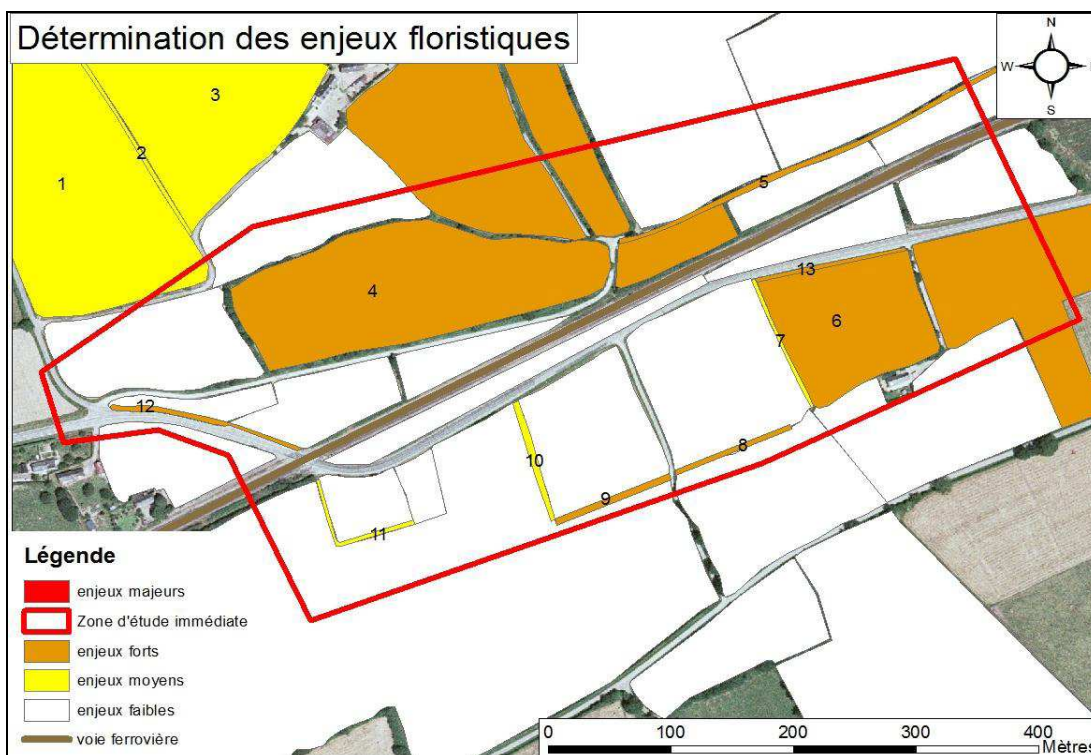 Détermination des enjeux floristiques
N
W
S
3
2
1
5
4
13
6
7
12
8
10
9
11
Légende
enjeux majeurs
Zone d'étude immédiate
enjeux forts
enjeux moyens
enjeux faibles
voie ferrovière
0 100 200 300 400
Mètres